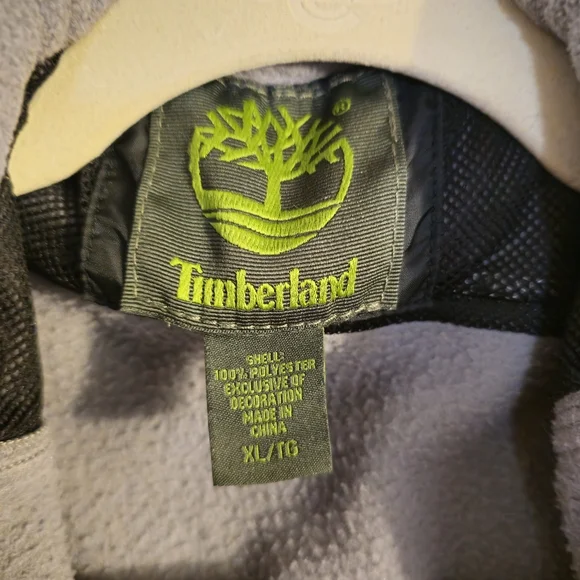 ®
Timberland
SHELL:
100% POLYESTER
EXCLUSIVE OF
DECORATION
MADE IN
CHINA
XL/TG